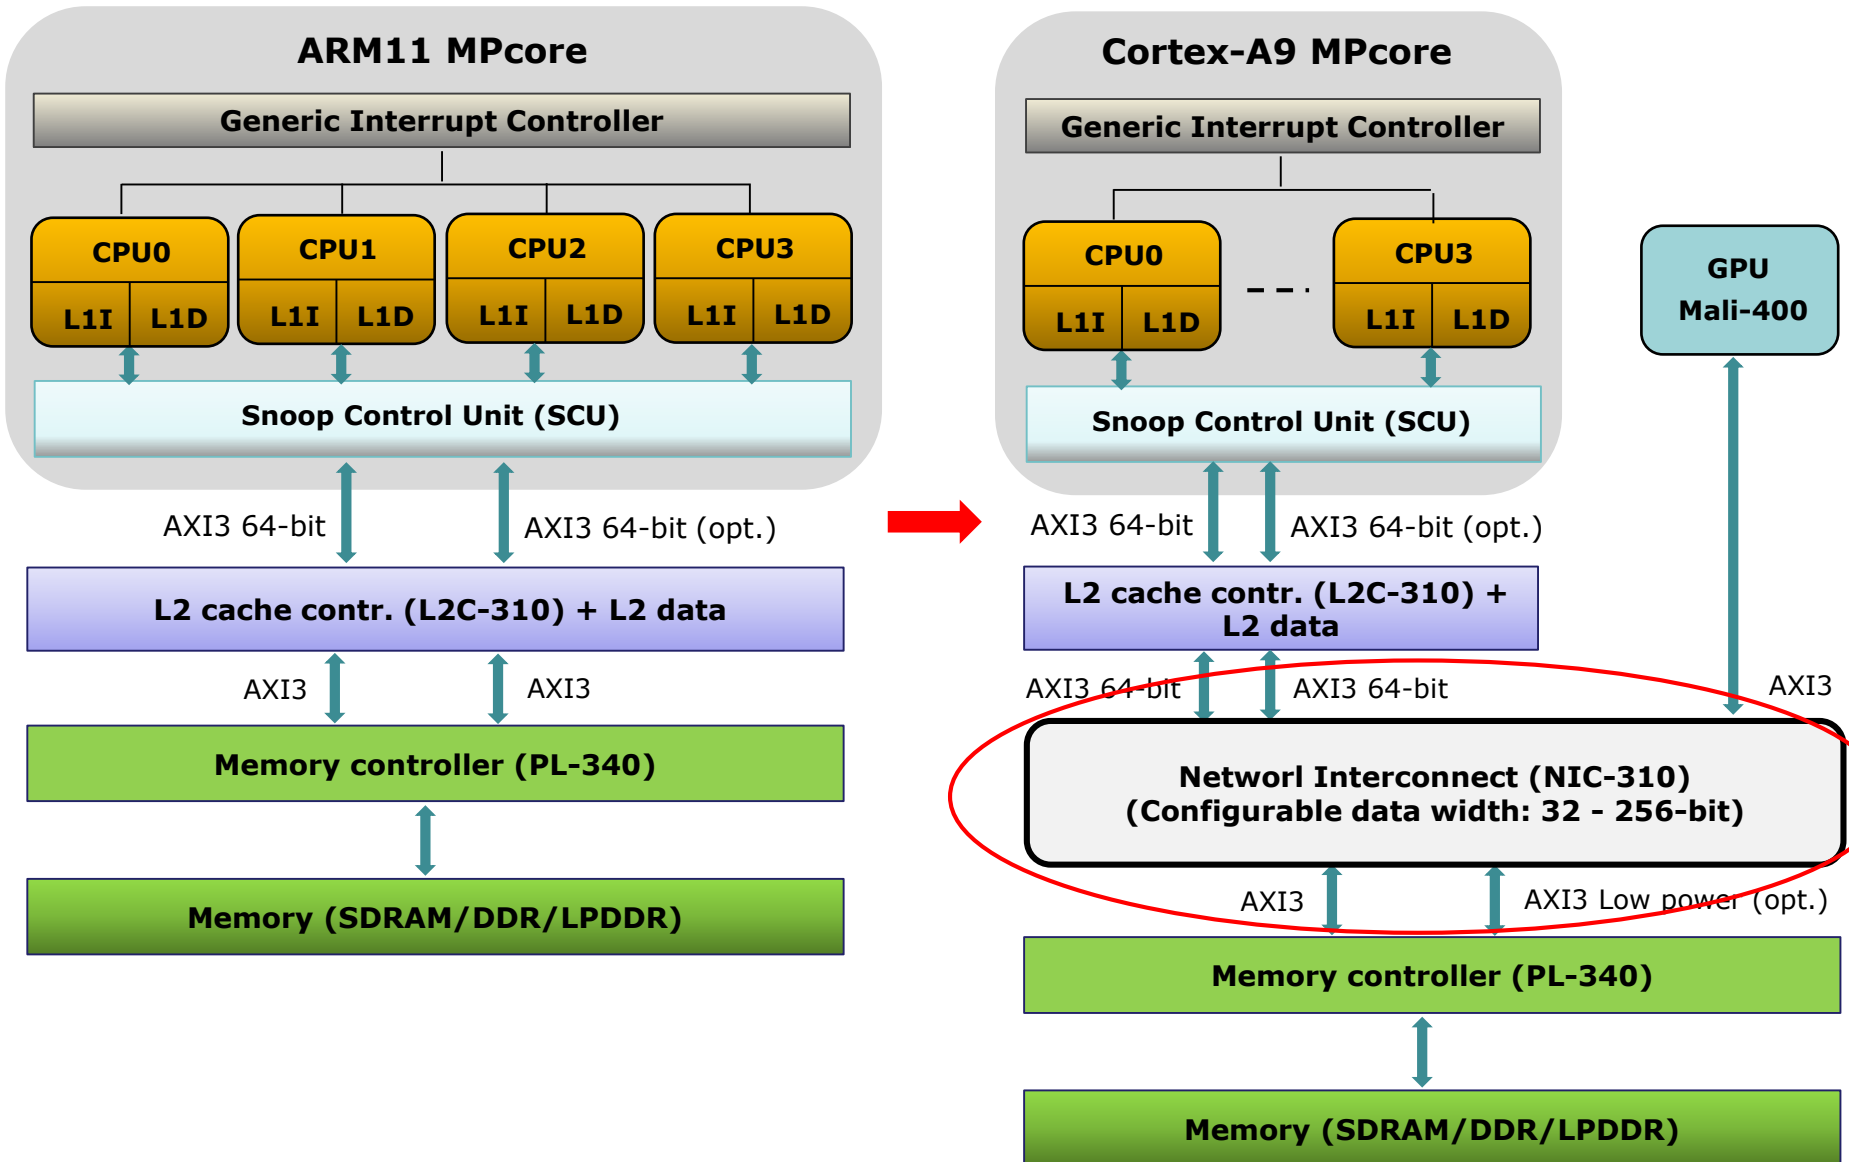 ARM11 MPcore
Generic Interrupt Controller
CPU0
L1I
L1D
CPU1
L1I
L1D
CPU2
L1I
L1D
CPU3
L1I
L1D
Snoop Control Unit (SCU)
AXI3 64-bit
AXI3 64-bit (opt.)
L2 cache contr. (L2C-310) + L2 data
AXI3
AXI3
Memory controller (PL-340)
Memory (SDRAM/DDR/LPDDR)
Cortex-A9 MPcore
Generic Interrupt Controller
CPU0
L1I
L1D
CPU3
L1I
L1D
GPU
Mali-400
Snoop Control Unit (SCU)
AXI3 64-bit
AXI3 64-bit (opt.)
L2 cache contr. (L2C-310) +
L2 data
AXI3 64-bit
AXI3 64-bit
AXI3
Networl Interconnect (NIC-310)
(Configurable data width: 32 - 256-bit)
AXI3
AXI3 Low power (opt.)
Memory controller (PL-340)
Memory (SDRAM/DDR/LPDDR)